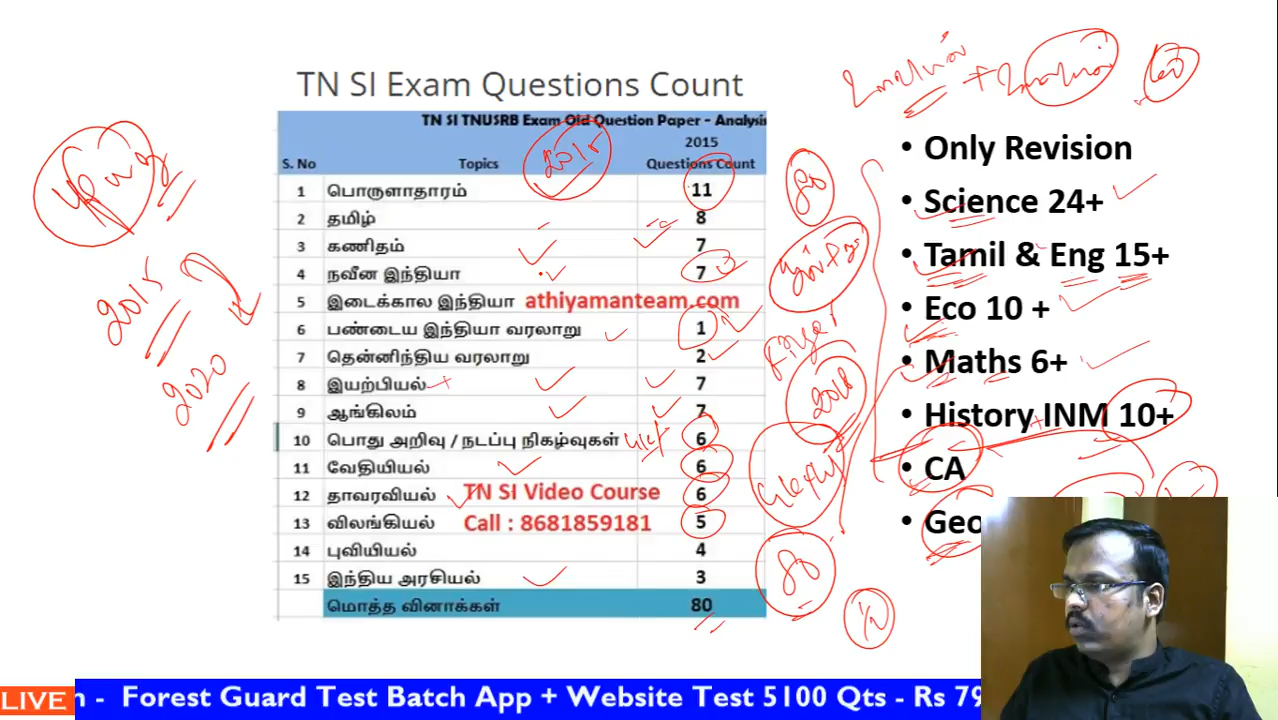 TN SI Exam Questions Count
TN SI TNUSRB Exam Old Question Paper - Analysis
2015
S. No Topics Questions Count
2015
1 பொருளாதாரம் 11
2 தமிழ் 8
3 கணிதம் 7
4 நவீன இந்தியா 7
5 இடைக்கால இந்தியா athiyamanteam.com
6 பண்டைய இந்தியா வரலாறு 1
7 தென்னிந்திய வரலாறு 2
8 இயற்பியல் 7
9 ஆங்கிலம் 7
10 பொது அறிவு / நடப்பு நிகழ்வுகள் 6
11 வேதியியல் 6
12 தாவரவியல் 6
TN SI Video Course
13 விலங்கியல் 5
Call : 8681859181
14 புவியியல் 4
15 இந்திய அரசியல் 3
மொத்த வினாக்கள் 80
2015
2020
80
2018
80
• Only Revision
• Science 24+
• Tamil & Eng 15+
• Eco 10 +
• Maths 6+
• History INM 10+
• CA
• Geo
LIVE
- Forest Guard Test Batch App + Website Test 5100 Qts - Rs 79